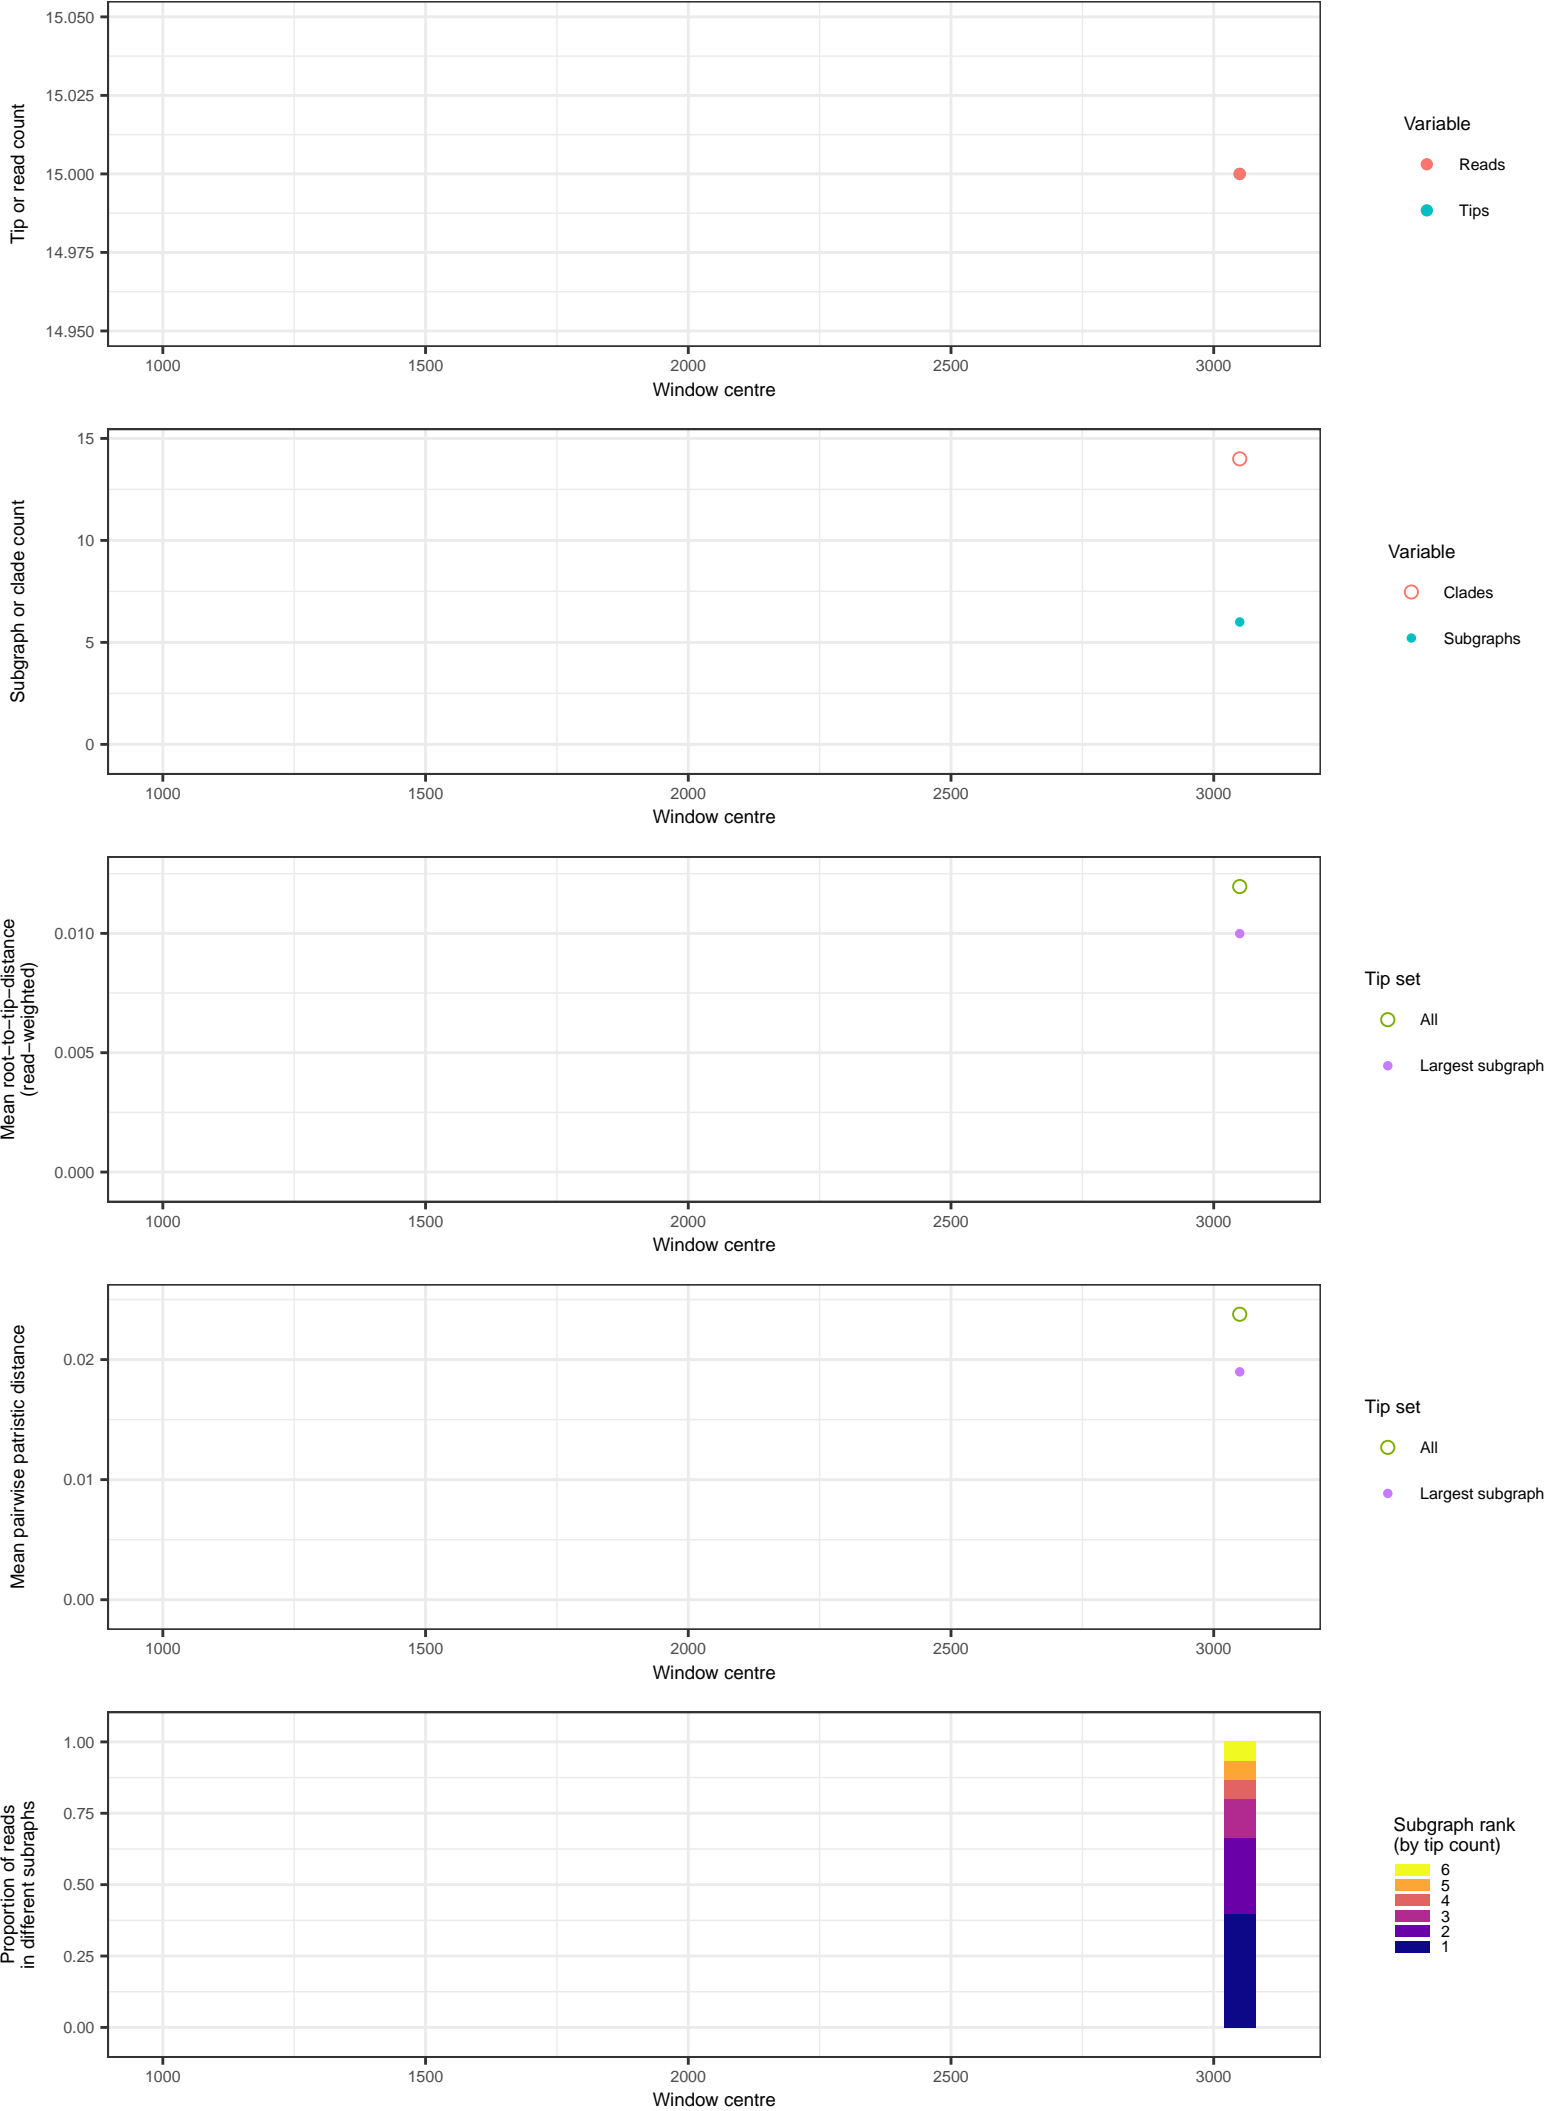 15.050
15.025
15.000
14.975
14.950
Tip or read count
1000 1500 2000 2500 3000
Window centre
Variable
Reads
Tips
15
10
5
0
Subgraph or clade count
1000 1500 2000 2500 3000
Window centre
Variable
Clades
Subgraphs
0.010
0.005
0.000
Mean root−to−tip−distance
(read−weighted)
1000 1500 2000 2500 3000
Window centre
Tip set
All
Largest subgraph
0.02
0.01
0.00
Mean pairwise patristic distance
1000 1500 2000 2500 3000
Window centre
Tip set
All
Largest subgraph
1.00
0.75
0.50
0.25
0.00
Proportion of reads
in different subraphs
1000 1500 2000 2500 3000
Window centre
Subgraph rank
(by tip count)
6
5
4
3
2
1